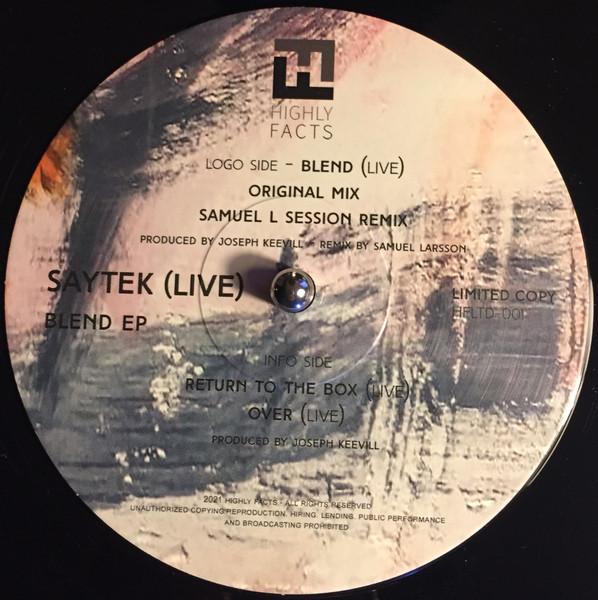 HIGHLY
FACTS
LOGO SIDE - BLEND (LIVE)
ORIGINAL MIX
SAMUEL L SESSION REMIX
PRODUCED BY JOSEPH KEEVILL - REMIX BY SAMUEL LARSSON
SAYTEK (LIVE)
BLEND EP
LIMITED COPY
HFLTD-001
INFO SIDE
RETURN TO THE BOX (LIVE)
OVER (LIVE)
PRODUCED BY JOSEPH KEEVILL
2021 HIGHLY FACTS - ALL RIGHTS RESERVED
UNAUTHORIZED COPYING, REPRODUCTION, HIRING, LENDING, PUBLIC PERFORMANCE
AND BROADCASTING PROHIBITED